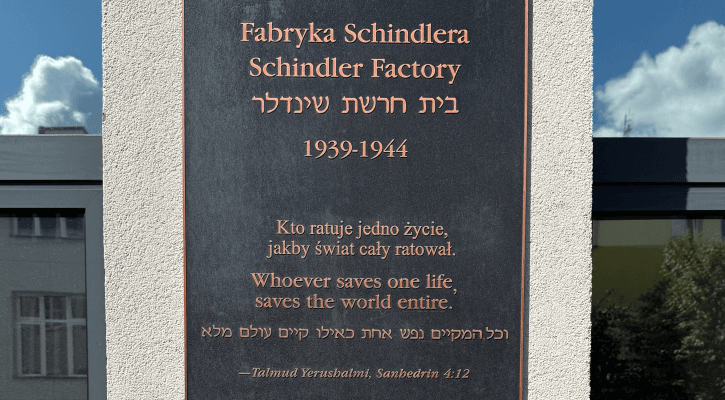 Fabryka Schindlera
Schindler Factory
בית חרשת שינדלר
1939-1944
Kto ratuje jedno życie,
jakby świat cały ratował.
Whoever saves one life,
saves the world entire.
וכל המקיים נפש אחת כאילו קיים עולם מלא
—Talmud Yerushalmi, Sanhedrin 4:12